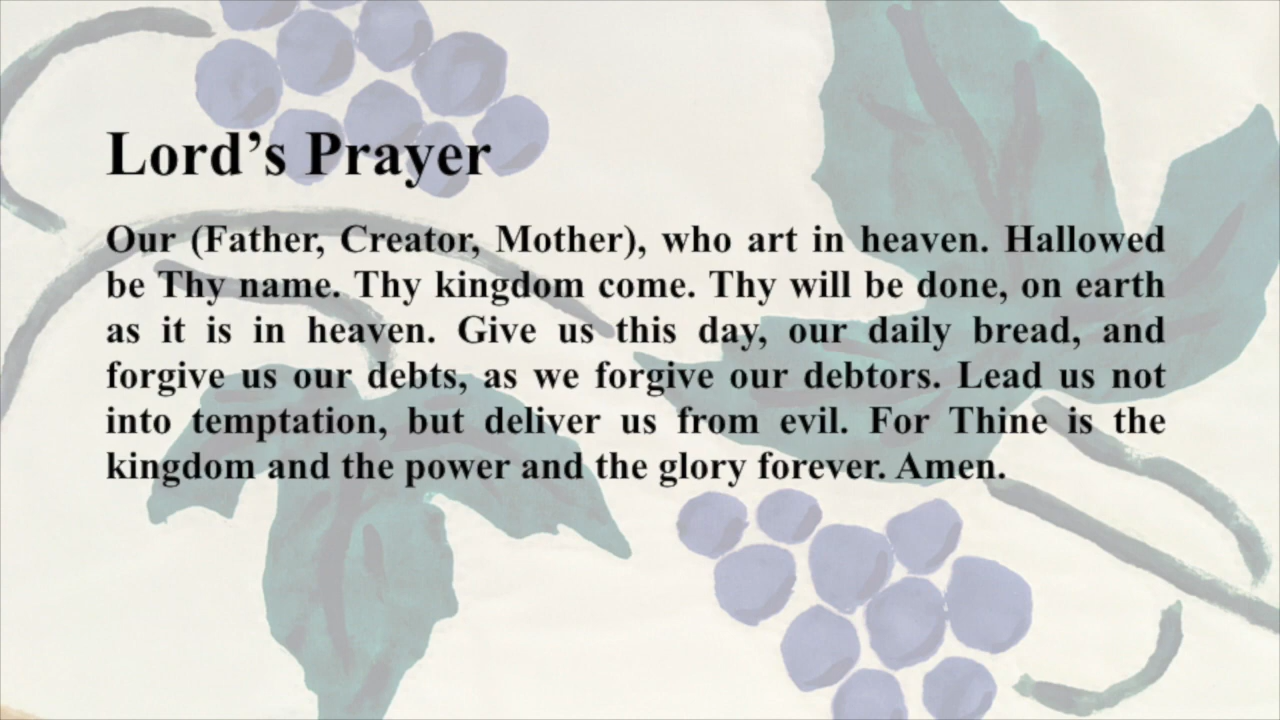 Lord’s Prayer
Our (Father, Creator, Mother), who art in heaven. Hallowed
be Thy name. Thy kingdom come. Thy will be done, on earth
as it is in heaven. Give us this day, our daily bread, and
forgive us our debts, as we forgive our debtors. Lead us not
into temptation, but deliver us from evil. For Thine is the
kingdom and the power and the glory forever. Amen.